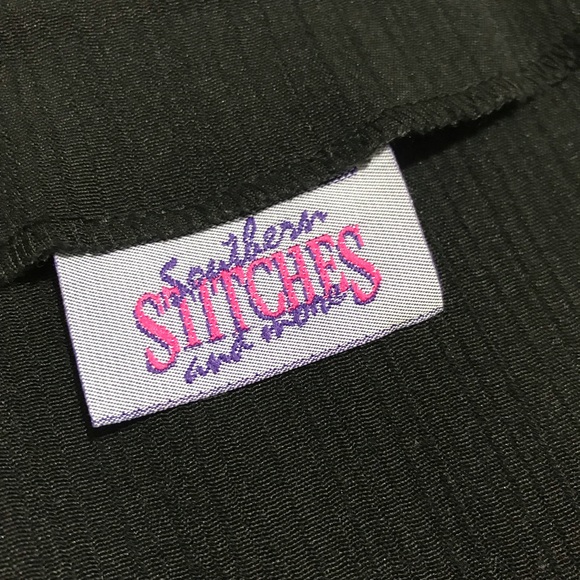 Southern
STITCHES
and more